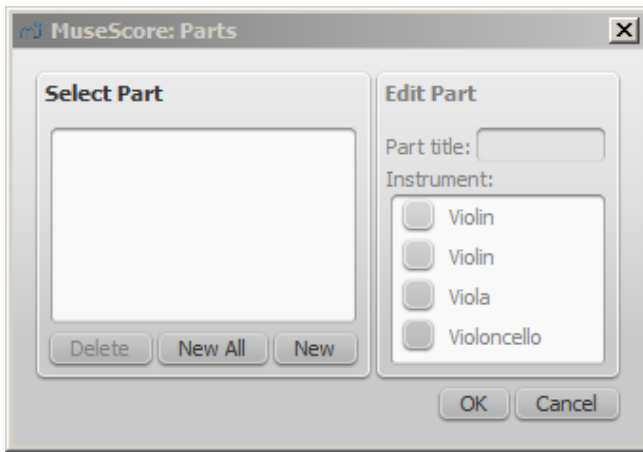 MuseScore: Parts
Select Part
Delete New All New
Edit Part
Part title:
Instrument:
Violin
Violin
Viola
Violoncello
OK Cancel